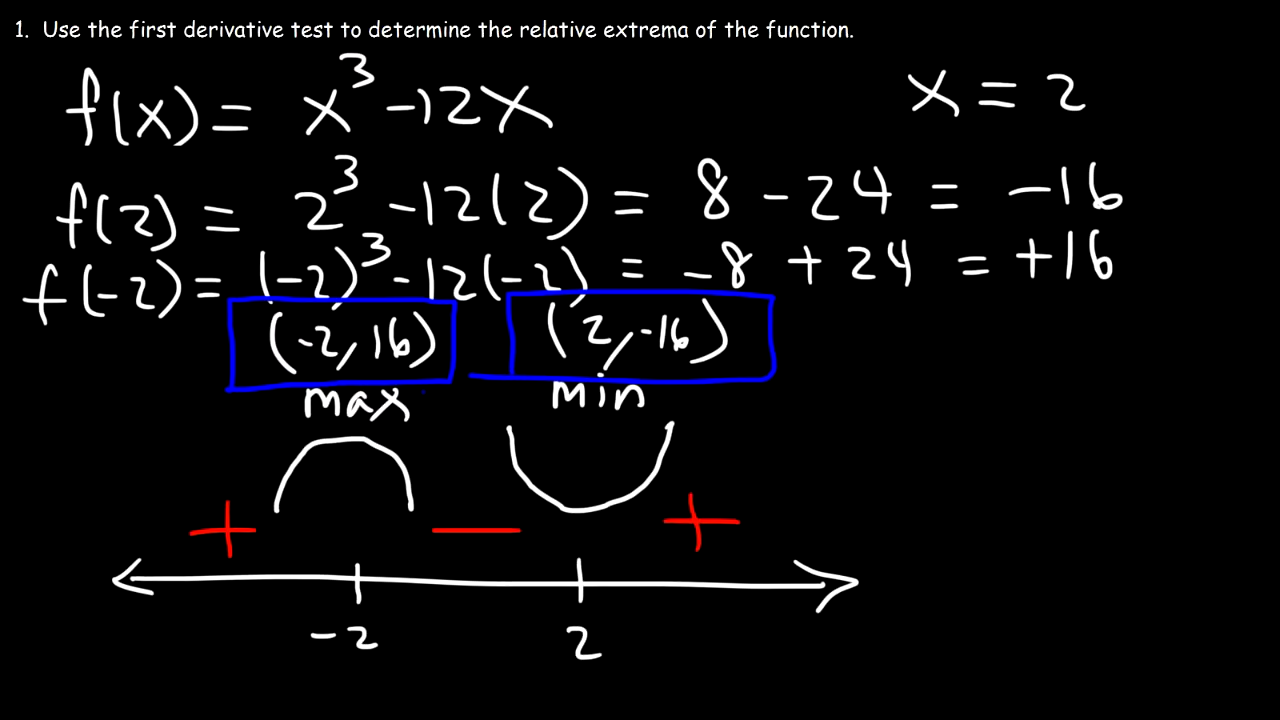 1. Use the first derivative test to determine the relative extrema of the function.
f(x) = x³ -12x
x = 2
f(2) = 2³ -12(2) = 8 - 24 = -16
f(-2) = (-2)³ -12(-2) = -8 + 24 = +16
(-2, 16) (2, -16)
max min
+ — +
-2 2